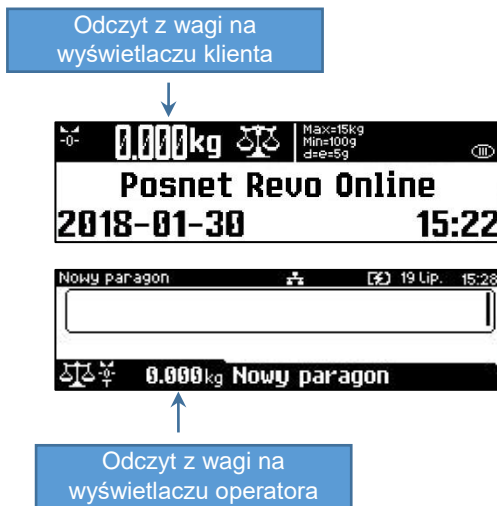 Odczyt z wagi na
wyświetlaczu klienta
-0- 0.000kg Max=15kg
Min=100g
d=e=5g
III
Posnet Revo Online
2018-01-30 15:22
Nowy paragon 19 Lip. 15:28
0.000kg Nowy paragon
Odczyt z wagi na
wyświetlaczu operatora